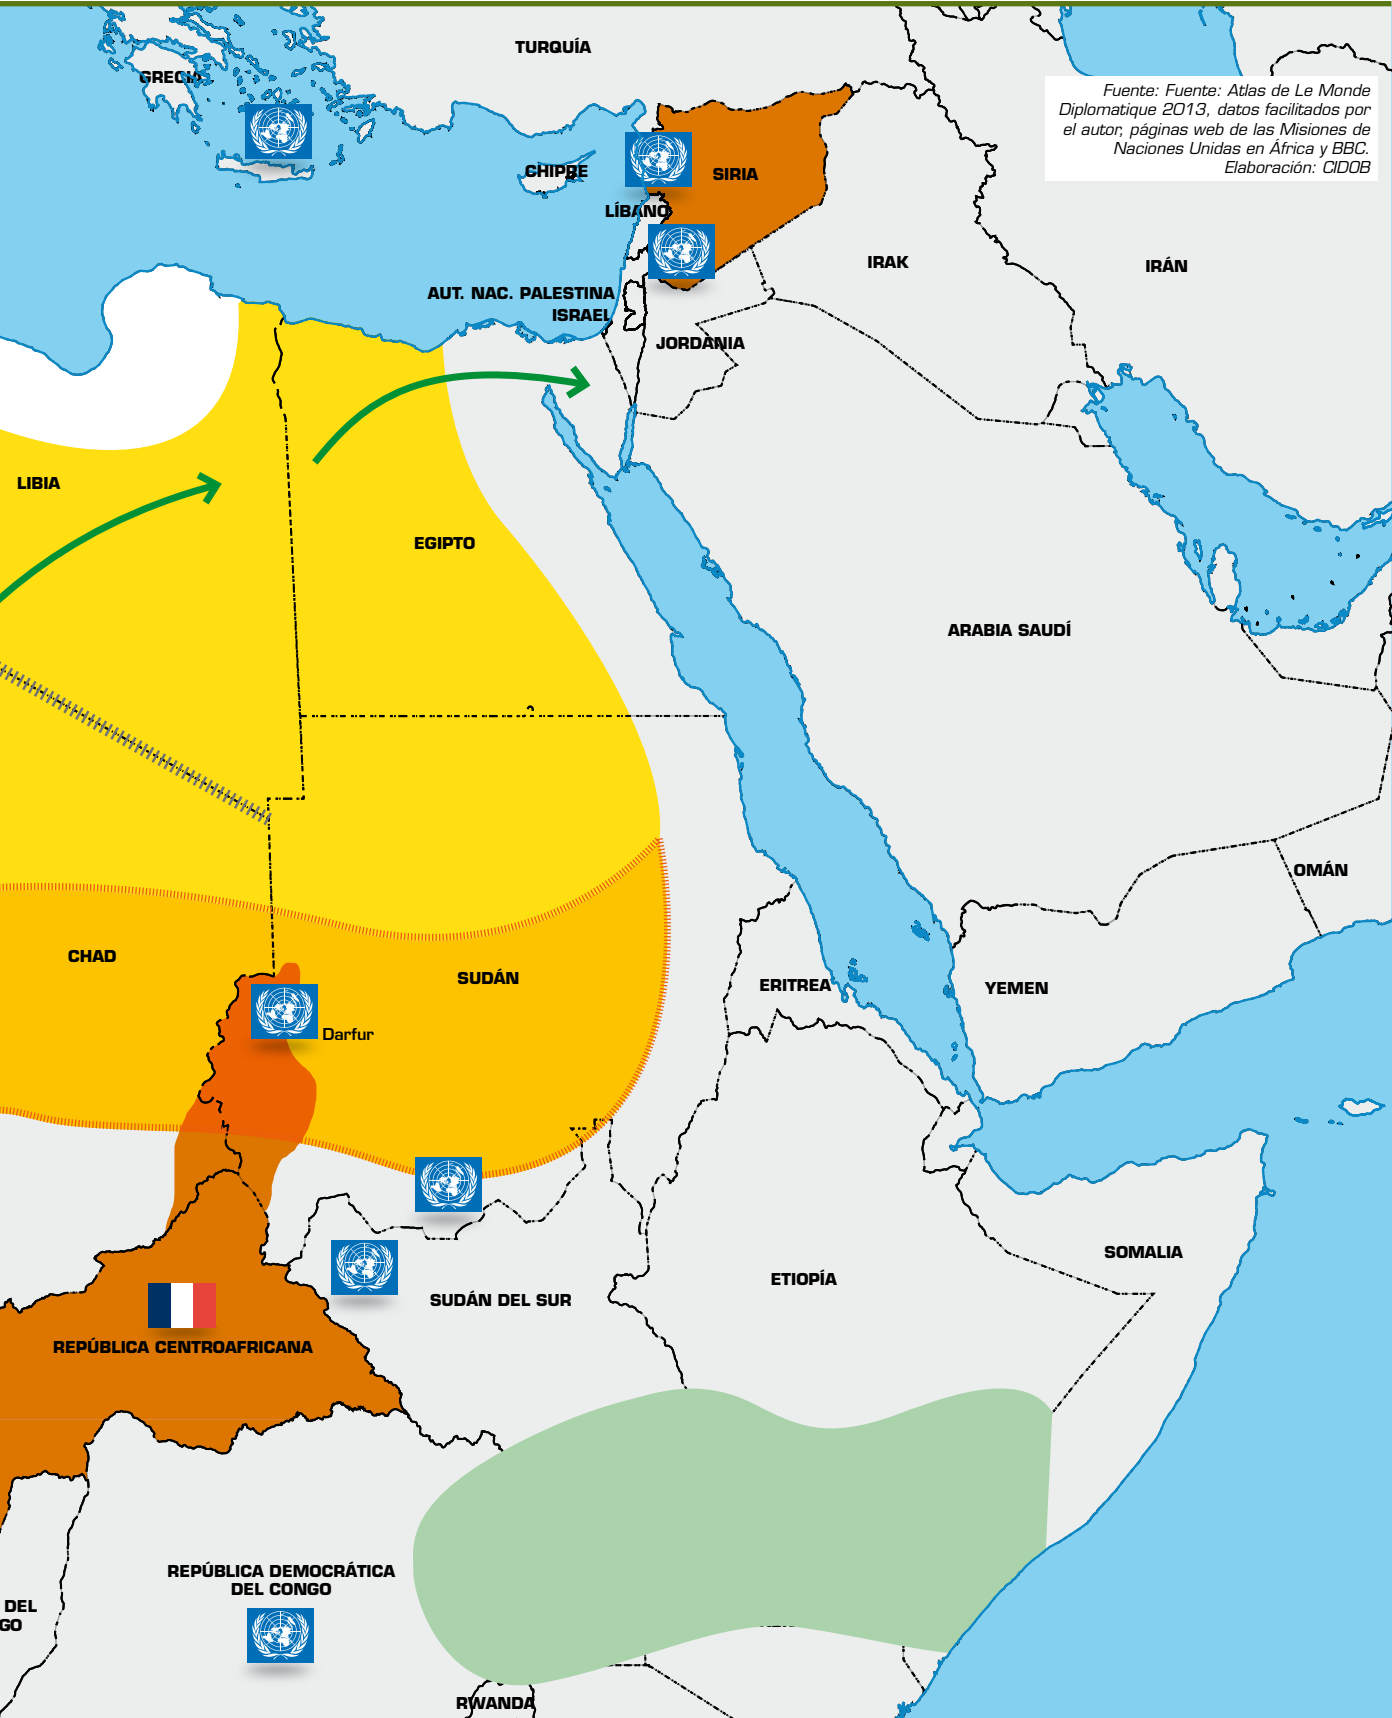 TURQUÍA
GRECIA
Fuente: Fuente: Atlas de Le Monde
Diplomatique 2013, datos facilitados por
el autor, páginas web de las Misiones de
Naciones Unidas en África y BBC.
Elaboración: CIDOB
CHIPRE
SIRIA
LÍBANO
IRAK
IRÁN
AUT. NAC. PALESTINA
ISRAEL
JORDANIA
LIBIA
EGIPTO
ARABIA SAUDÍ
OMÁN
CHAD
SUDÁN
ERITREA
YEMEN
Darfur
SOMALIA
ETIOPÍA
SUDÁN DEL SUR
REPÚBLICA CENTROAFRICANA
REPÚBLICA DEMOCRÁTICA
DEL CONGO
DEL
GO
RWANDA